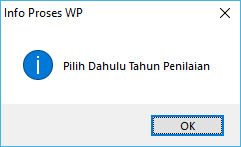 Info Proses WP
Pilih Dahulu Tahun Penilaian
OK